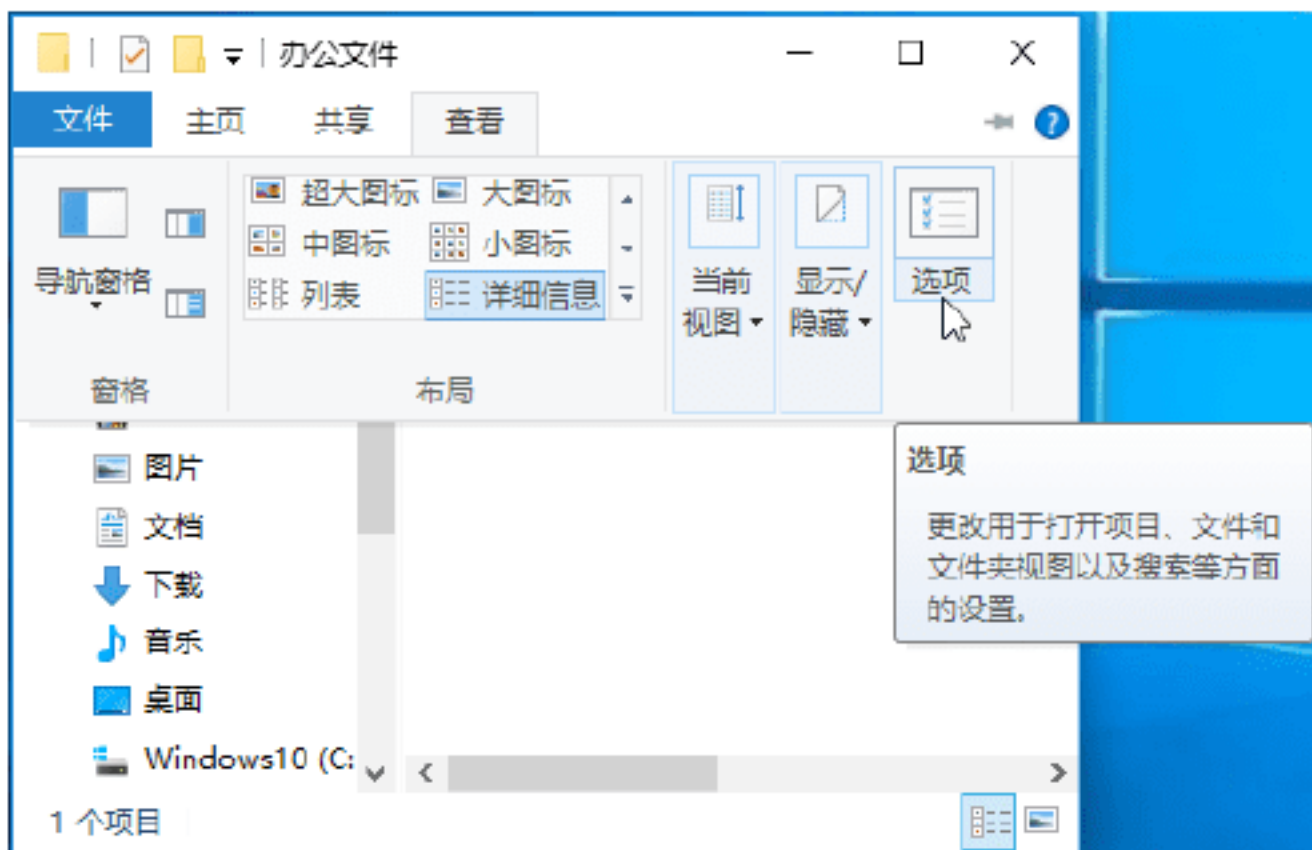 办公文件
文件 主页 共享 查看
超大图标 大图标
中图标 小图标
列表 详细信息
导航窗格
当前
视图
显示/
隐藏
选项
窗格 布局
图片
文档
下载
音乐
桌面
Windows10 (C:
选项
更改用于打开项目、文件和
文件夹视图以及搜索等方面
的设置。
1 个项目